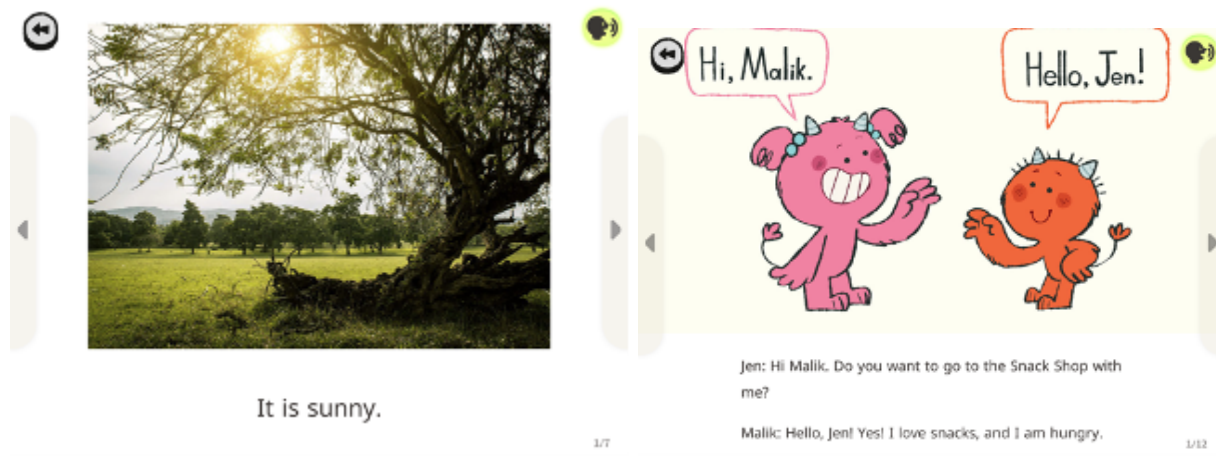 It is sunny.
1/7
Hi, Malik.
Hello, Jen!
Jen: Hi Malik. Do you want to go to the Snack Shop with
me?
Malik: Hello, Jen! Yes! I love snacks, and I am hungry.
1/12